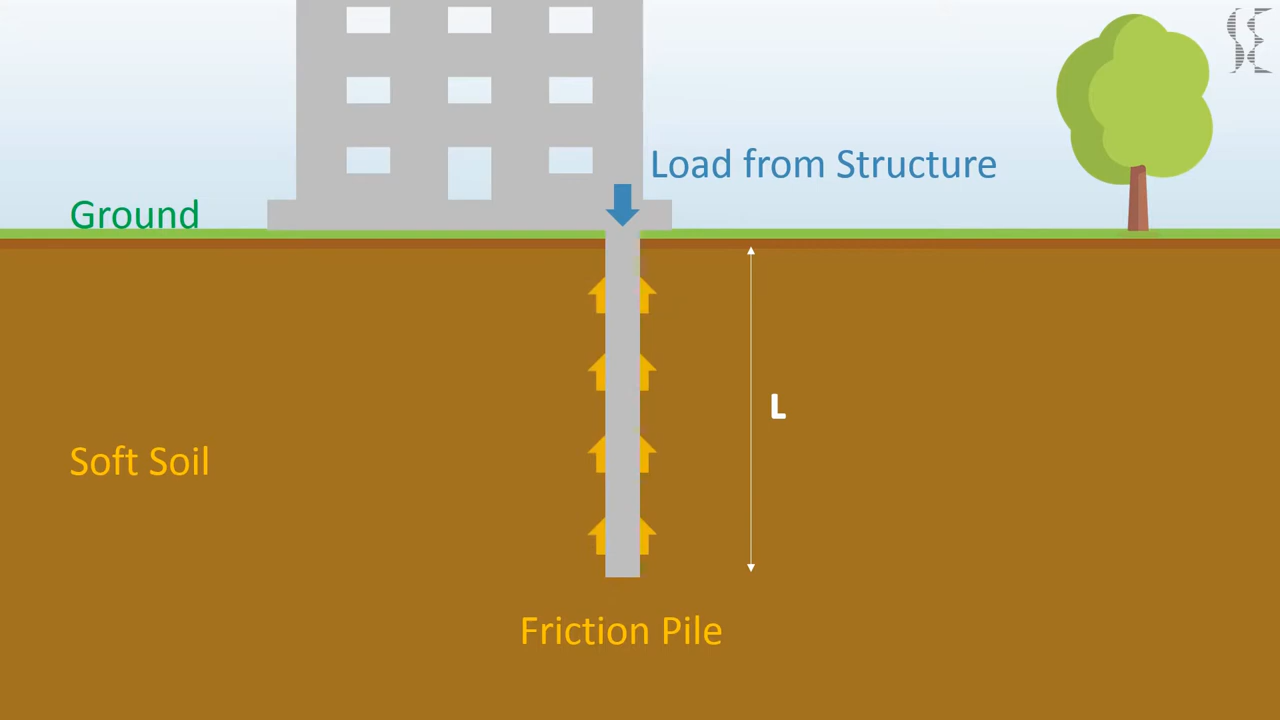 Load from Structure
Ground
L
Soft Soil
Friction Pile